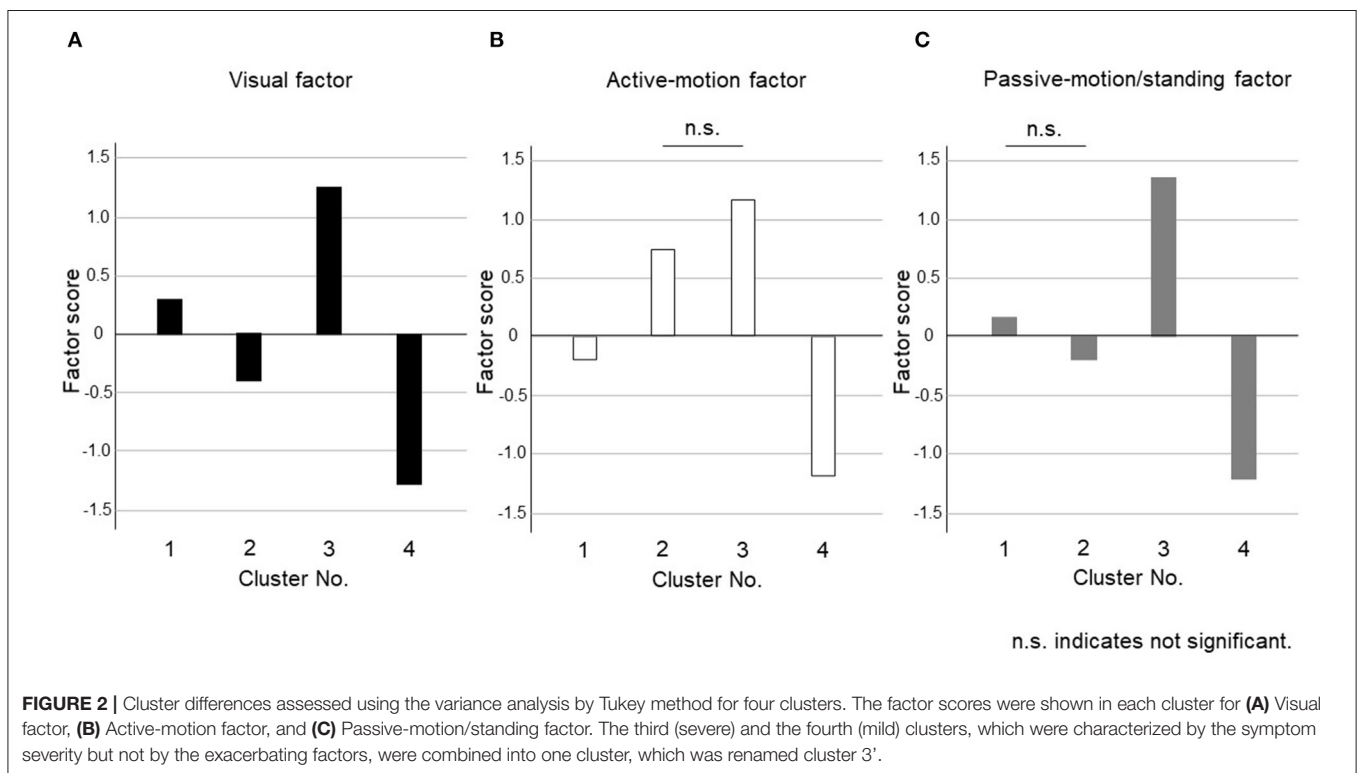 A
Visual factor
Factor score
1.5
1.0
0.5
0
-0.5
-1.0
-1.5
1 2 3 4
Cluster No.
B
Active-motion factor
n.s.
Factor score
1.5
1.0
0.5
0
-0.5
-1.0
-1.5
1 2 3 4
Cluster No.
C
Passive-motion/standing factor
n.s.
Factor score
1.5
1.0
0.5
0
-0.5
-1.0
-1.5
1 2 3 4
Cluster No.
n.s. indicates not significant.
FIGURE 2 | Cluster differences assessed using the variance analysis by Tukey method for four clusters. The factor scores were shown in each cluster for (A) Visual
factor, (B) Active-motion factor, and (C) Passive-motion/standing factor. The third (severe) and the fourth (mild) clusters, which were characterized by the symptom
severity but not by the exacerbating factors, were combined into one cluster, which was renamed cluster 3’.